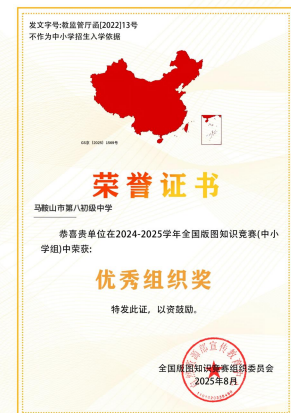 发文字号:教监管厅函[2022]13号
不作为中小学招生入学依据
荣誉证书
马鞍山市第八初级中学
恭喜贵单位在2024-2025学年全国版图知识竞赛(中小
学组)中荣获:
优秀组织奖
特发此证，以资鼓励。
全国版图知识竞赛组织委员会
2025年8月